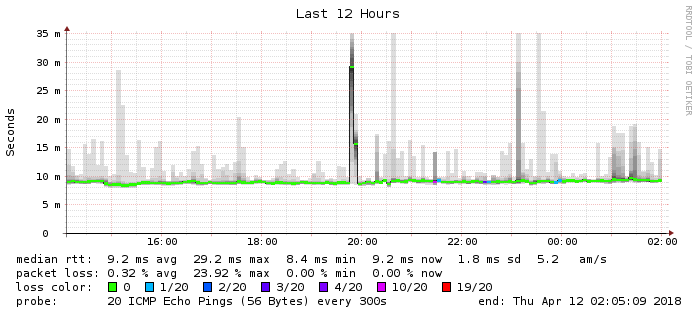 Last 12 Hours
RRDTOOL / TOBI OETIKER
Seconds
35 m
30 m
25 m
20 m
15 m
10 m
5 m
0
16:00 18:00 20:00 22:00 00:00 02:00
median rtt: 9.2 ms avg 29.2 ms max 8.4 ms min 9.2 ms now 1.8 ms sd 5.2 am/s
packet loss: 0.32 % avg 23.92 % max 0.00 % min 0.00 % now
loss color: 0 1/20 2/20 3/20 4/20 10/20 19/20
probe: 20 ICMP Echo Pings (56 Bytes) every 300s end: Thu Apr 12 02:05:09 2018